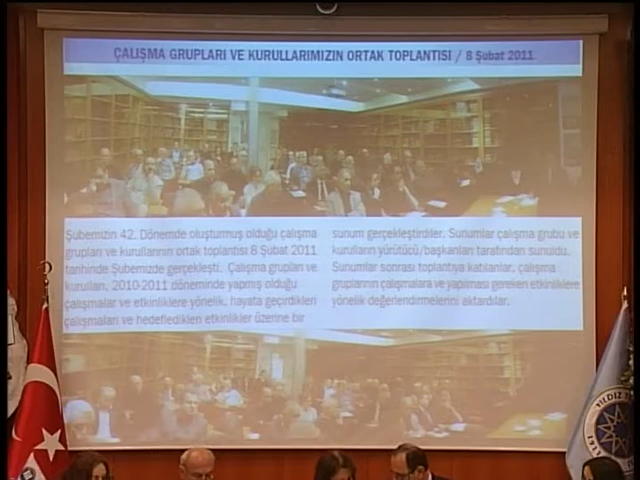 ÇALIŞMA GRUPLARI VE KURULLARIMIZIN ORTAK TOPLANTISI / 8 Şubat 2011
Şubemizin 42. Dönemde oluşturmuş olduğu çalışma
grupları ve kurullarının ortak toplantısı 8 Şubat 2011
tarihinde Şubemizde gerçekleşti. Çalışma grupları ve
kurulları, 2010-2011 döneminde yapmış olduğu
çalışmalar ve etkinliklere yönelik, hayata geçirdikleri
çalışmaları ve hedefledikleri etkinlikler üzerine bir
sunum gerçekleştirdiler. Sunumlar çalışma grubu ve
kurulların yürütücü/başkanları tarafından sunuldu.
Sunumlar sonrası toplantıya katılanlar, çalışma
gruplarının çalışmalara ve yapılması gereken etkinliklere
yönelik değerlendirmelerini aktardılar.
YILDIZ